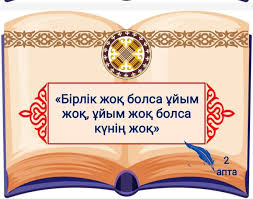 «Бірлік жоқ болса ұйым
жоқ, ұйым жоқ болса
күнің жоқ»
2
апта